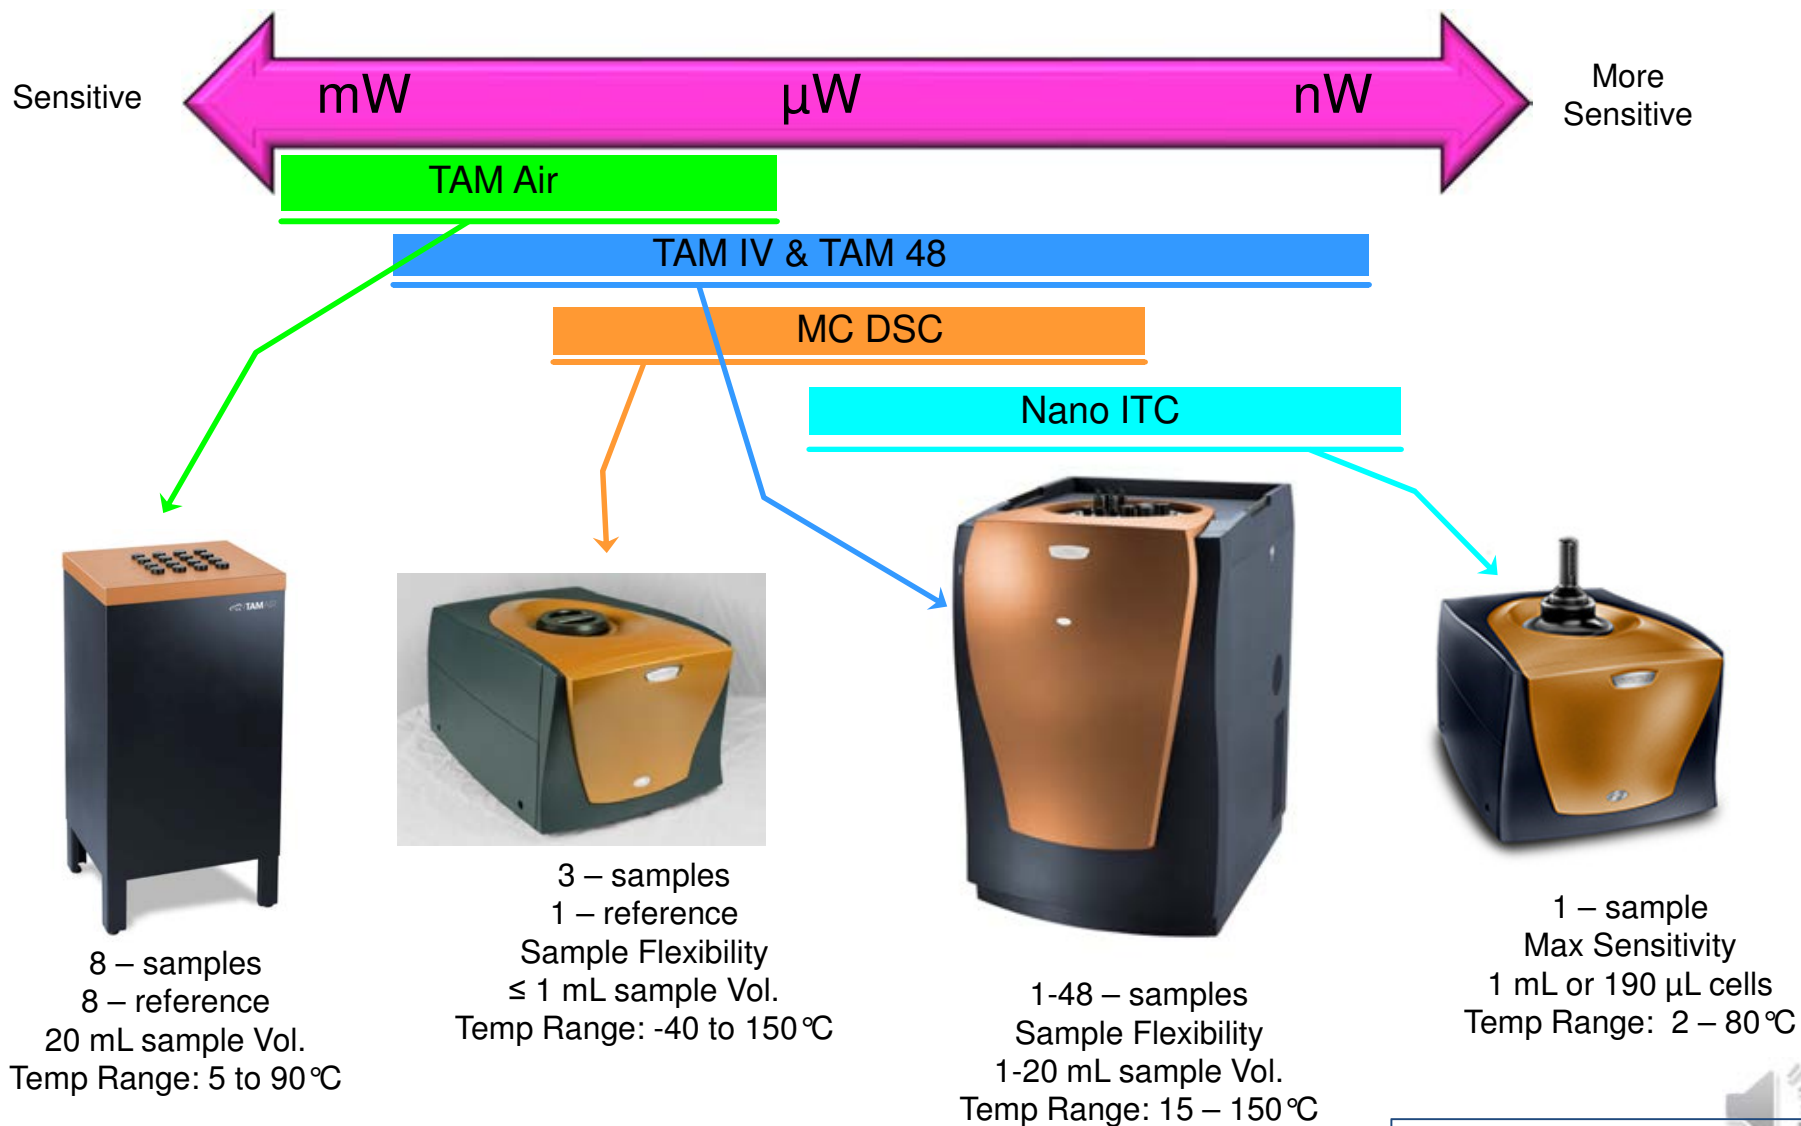 Sensitive
mW
µW
nW
More
Sensitive
TAM Air
TAM IV & TAM 48
MC DSC
Nano ITC
TAM
8 – samples
8 – reference
20 mL sample Vol.
Temp Range: 5 to 90°C
3 – samples
1 – reference
Sample Flexibility
≤ 1 mL sample Vol.
Temp Range: -40 to 150°C
1-48 – samples
Sample Flexibility
1-20 mL sample Vol.
Temp Range: 15 – 150°C
1 – sample
Max Sensitivity
1 mL or 190 µL cells
Temp Range: 2 – 80°C